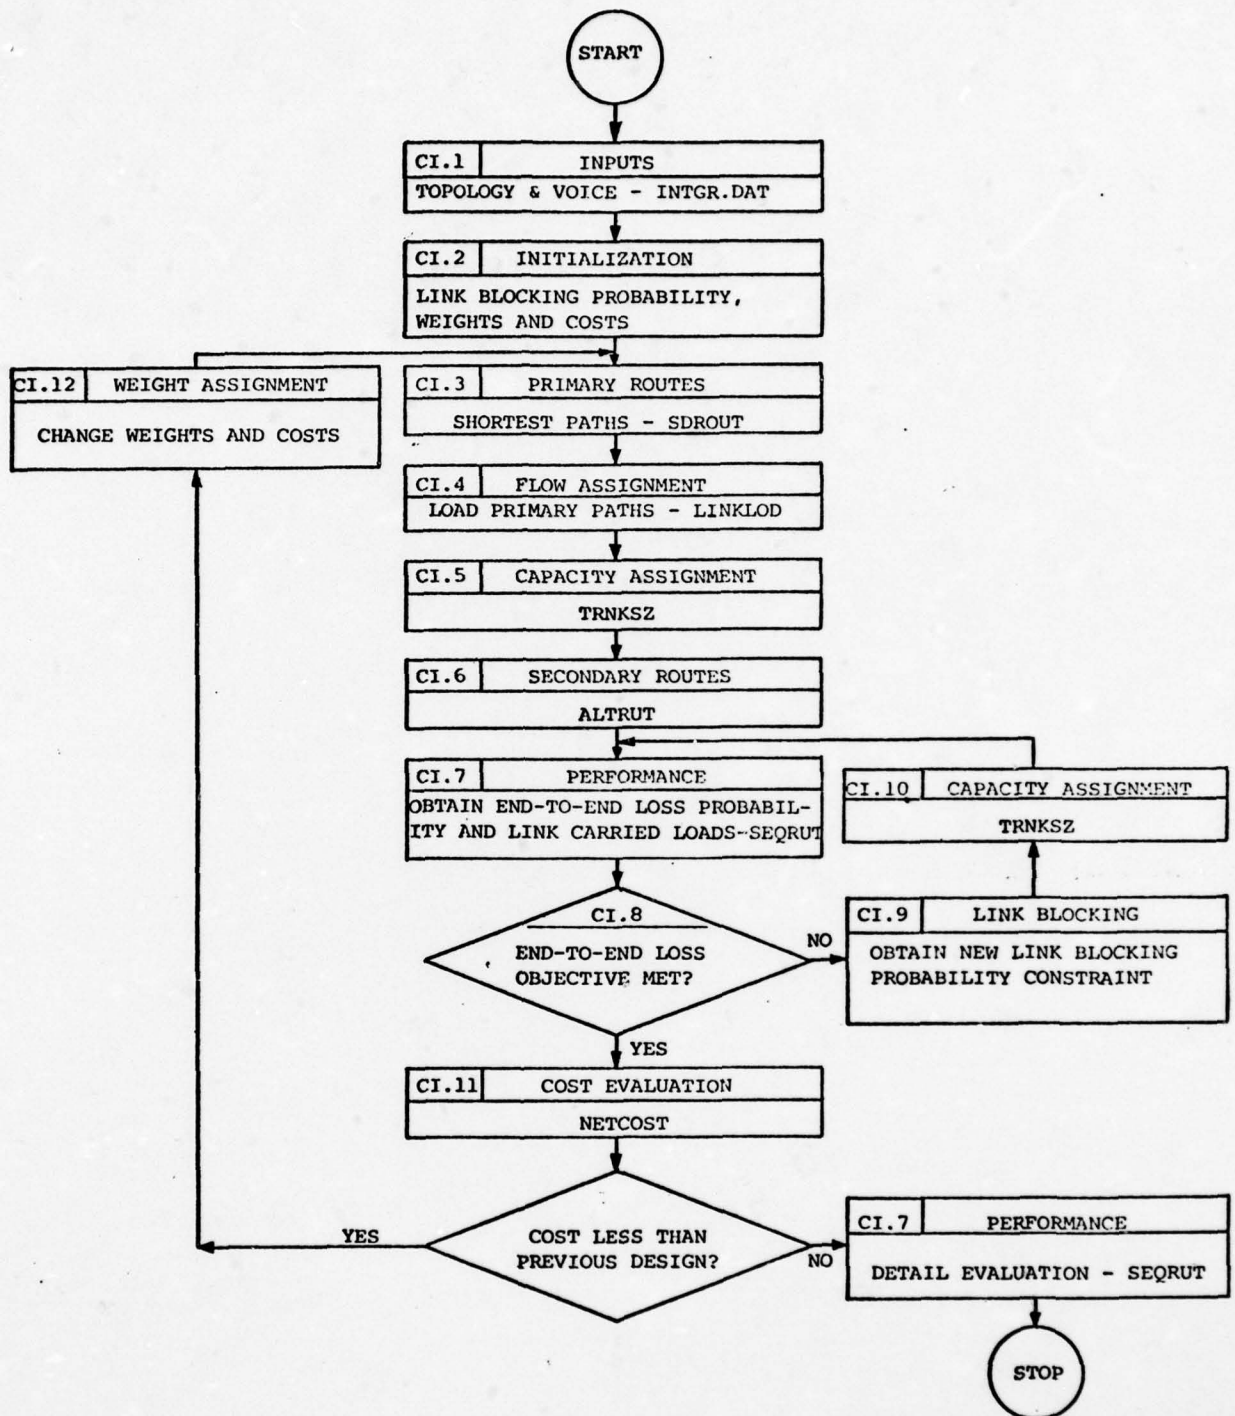 START
CI.1 INPUTS
TOPOLOGY & VOICE - INTGR.DAT
CI.2 INITIALIZATION
LINK BLOCKING PROBABILITY,
WEIGHTS AND COSTS
CI.12 WEIGHT ASSIGNMENT
CHANGE WEIGHTS AND COSTS
CI.3 PRIMARY ROUTES
SHORTEST PATHS - SDROUT
CI.4 FLOW ASSIGNMENT
LOAD PRIMARY PATHS - LINKLOD
CI.5 CAPACITY ASSIGNMENT
TRNKSZ
CI.6 SECONDARY ROUTES
ALTRUT
CI.7 PERFORMANCE
OBTAIN END-TO-END LOSS PROBABIL-
ITY AND LINK CARRIED LOADS-SEQRUT
CI.10 CAPACITY ASSIGNMENT
TRNKSZ
CI.8
END-TO-END LOSS
OBJECTIVE MET?
NO
CI.9 LINK BLOCKING
OBTAIN NEW LINK BLOCKING
PROBABILITY CONSTRAINT
YES
CI.11 COST EVALUATION
NETCOST
YES
COST LESS THAN
PREVIOUS DESIGN?
NO
CI.7 PERFORMANCE
DETAIL EVALUATION - SEQRUT
STOP